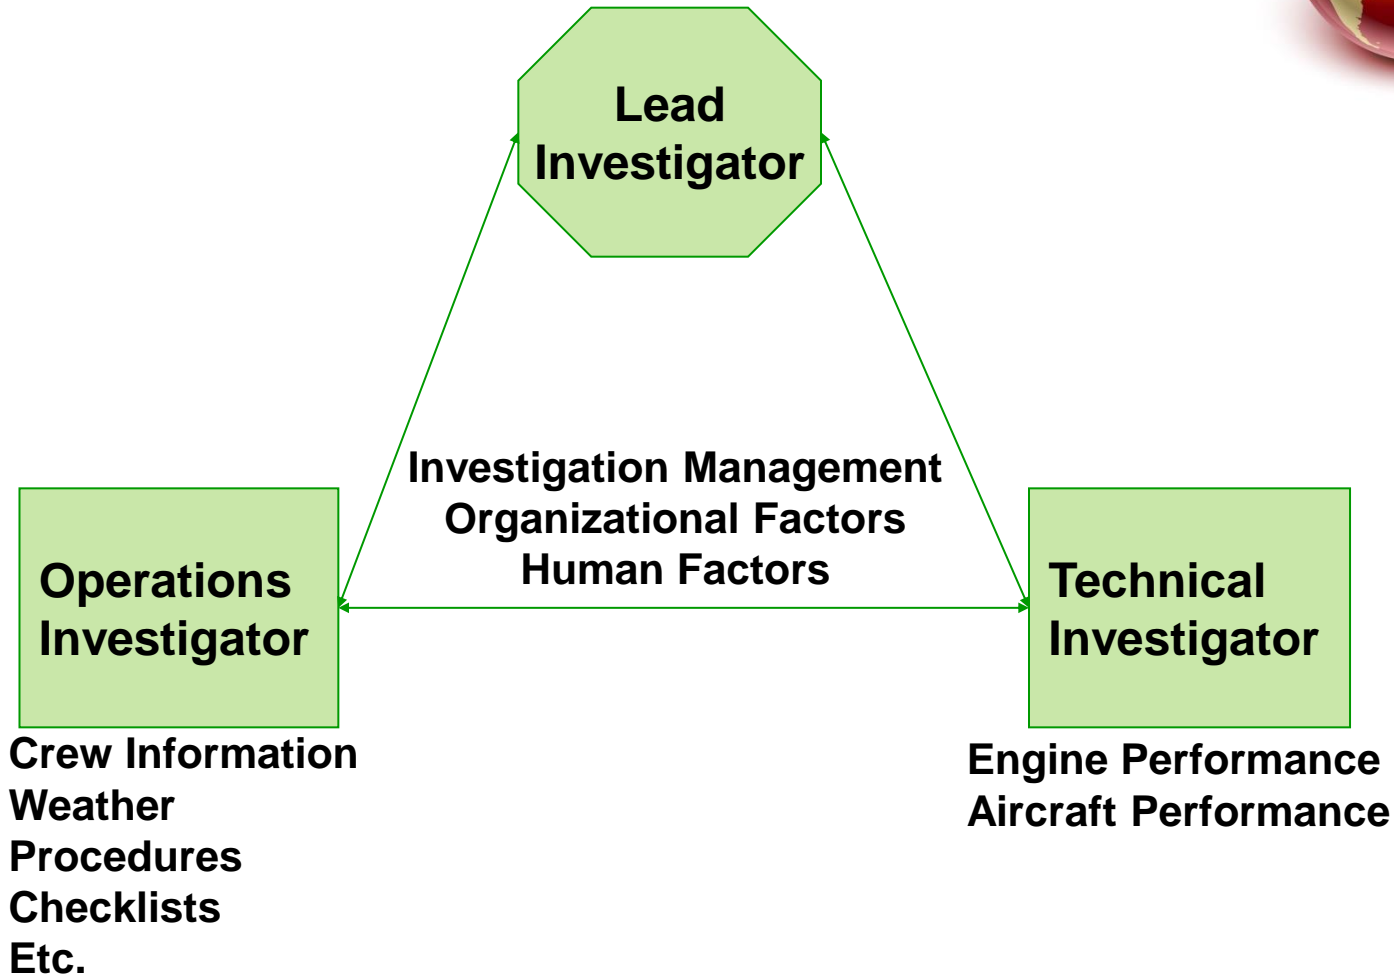 Lead
Investigator
Investigation Management
Organizational Factors
Human Factors
Operations
Investigator
Technical
Investigator
Crew Information
Weather
Procedures
Checklists
Etc.
Engine Performance
Aircraft Performance